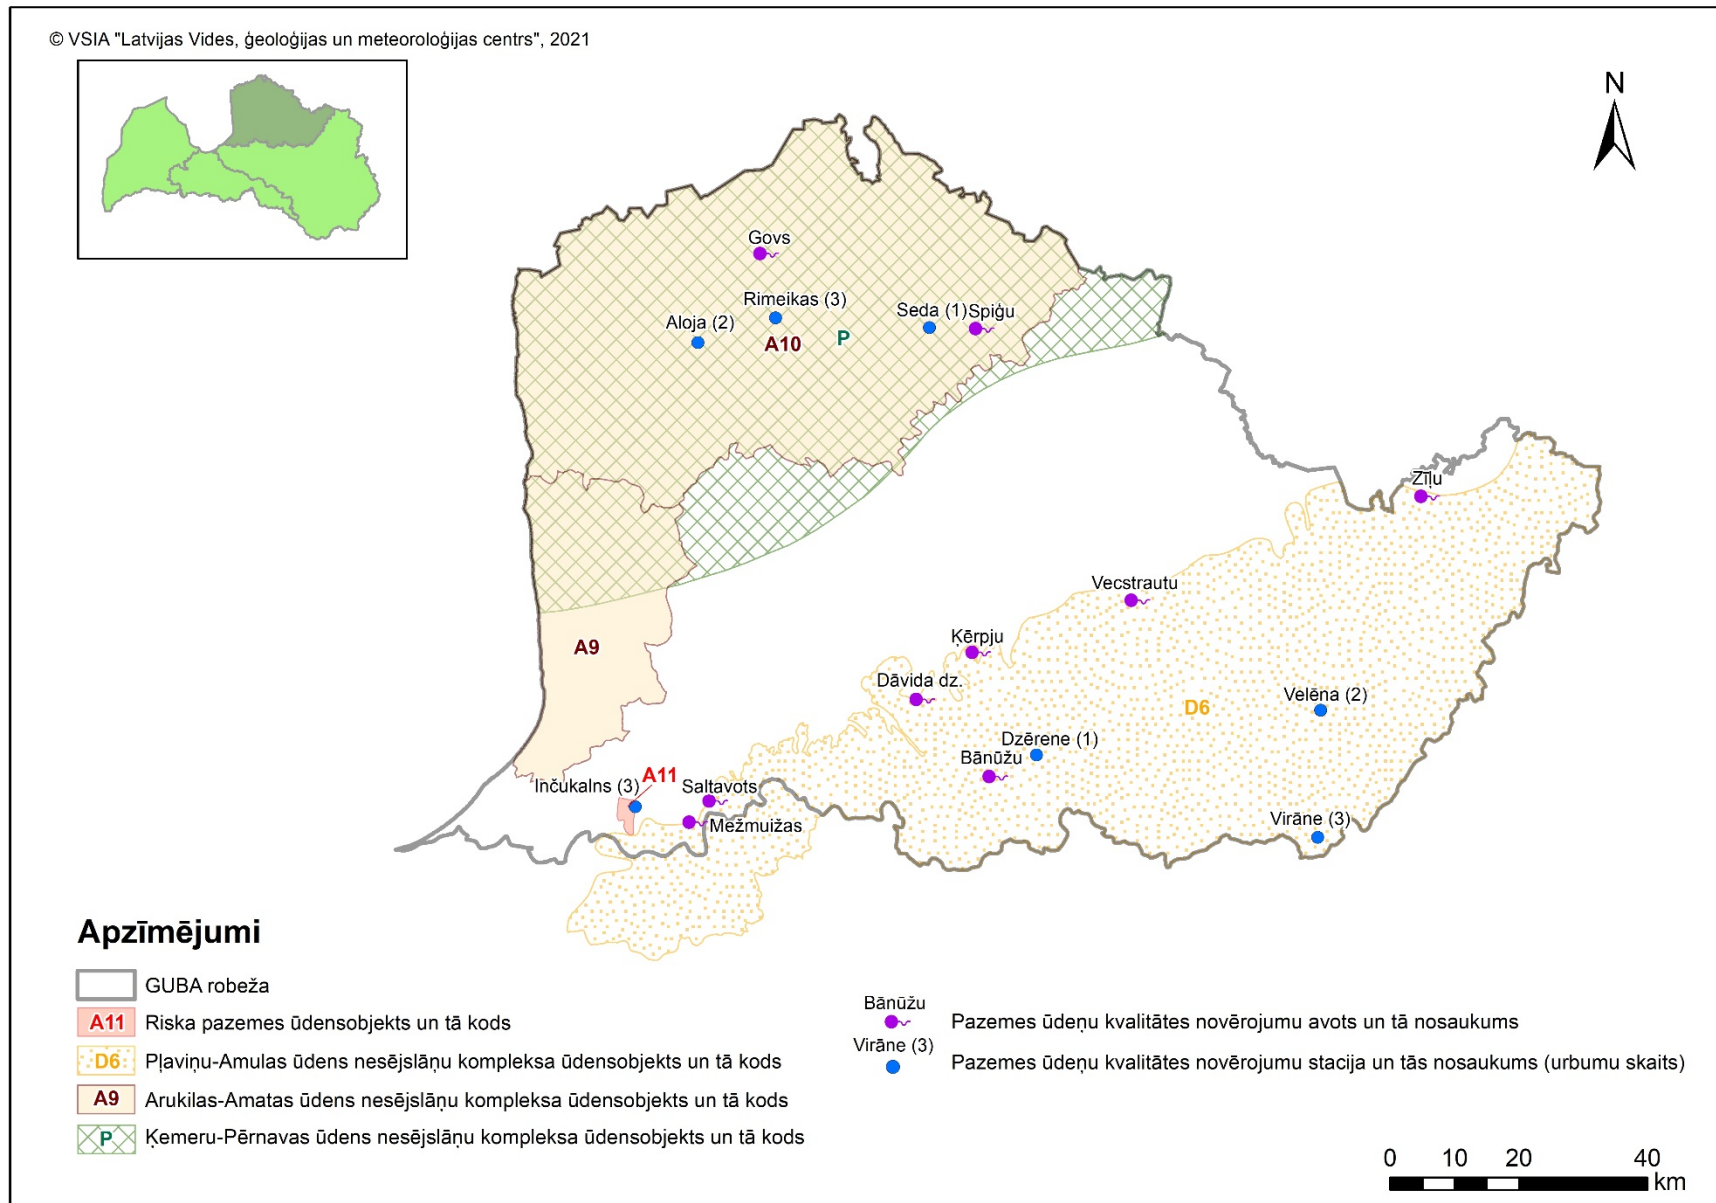 © VSIA "Latvijas Vides, ģeoloģijas un meteoroloģijas centrs", 2021
N
Govs
Rimeikas (3)
Aloja (2)
Seda (1)
Spiģu
A10
P
Zīļu
Vecstrautu
Ķērpju
A9
Dāvida dz.
D6
Velēna (2)
Dzērene (1)
Bānūžu
Inčukalns (3)
A11
Saltavots
Mežmuižas
Virāne (3)
Apzīmējumi
GUBA robeža
A11 Riska pazemes ūdensobjekts un tā kods
D6 Pļaviņu-Amulas ūdens nesējslāņu kompleksa ūdensobjekts un tā kods
A9 Arukilas-Amatas ūdens nesējslāņu kompleksa ūdensobjekts un tā kods
P Ķemeru-Pērnavas ūdens nesējslāņu kompleksa ūdensobjekts un tā kods
Bānūžu
Pazemes ūdeņu kvalitātes novērojumu avots un tā nosaukums
Virāne (3)
Pazemes ūdeņu kvalitātes novērojumu stacija un tās nosaukums (urbumu skaits)
0 10 20 40
km